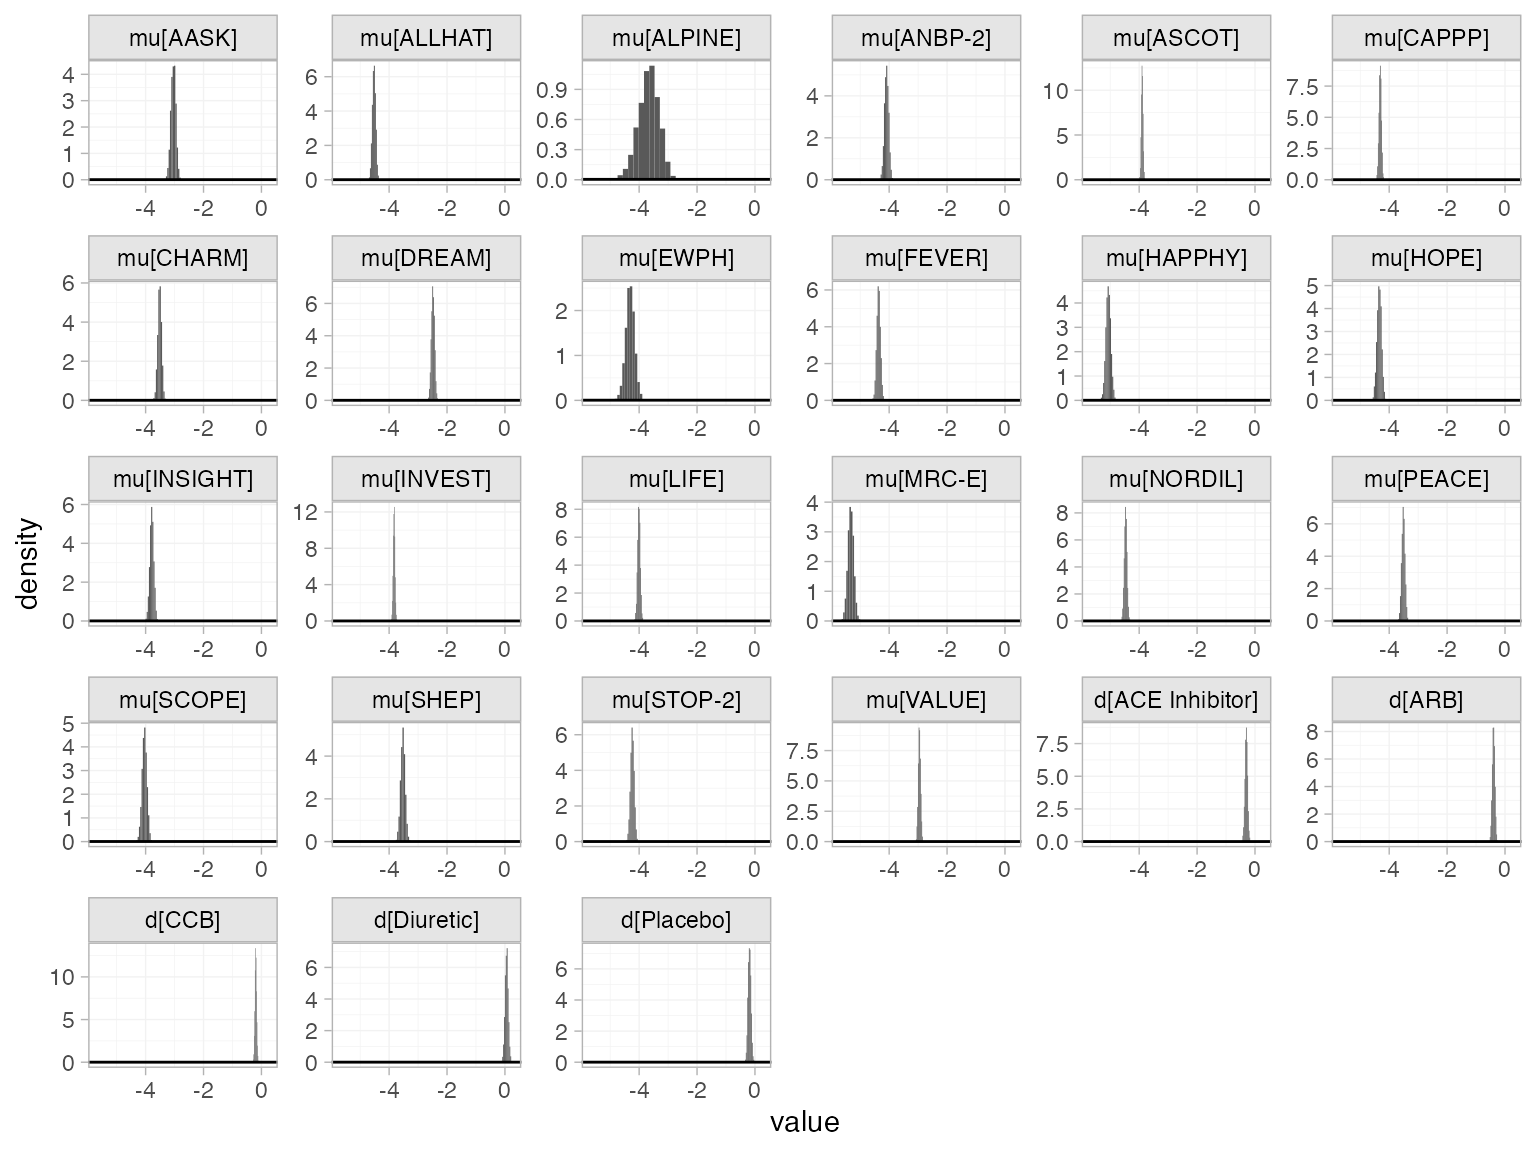 mu[AASK] mu[ALLHAT] mu[ALPINE] mu[ANBP-2] mu[ASCOT] mu[CAPPP]
4 3 2 1 0
6 4 2 0
0.9 0.6 0.3 0.0
4 2 0
10 5 0
7.5 5.0 2.5 0.0
-4 -2 0 -4 -2 0 -4 -2 0 -4 -2 0 -4 -2 0 -4 -2 0
mu[CHARM] mu[DREAM] mu[EWPH] mu[FEVER] mu[HAPPHY] mu[HOPE]
6 4 2 0
6 4 2 0
2 1 0
6 4 2 0
4 3 2 1 0
5 4 3 2 1 0
-4 -2 0 -4 -2 0 -4 -2 0 -4 -2 0 -4 -2 0 -4 -2 0
mu[INSIGHT] mu[INVEST] mu[LIFE] mu[MRC-E] mu[NORDIL] mu[PEACE]
6 4 2 0
12 8 4 0
8 6 4 2 0
4 3 2 1 0
8 6 4 2 0
6 4 2 0
-4 -2 0 -4 -2 0 -4 -2 0 -4 -2 0 -4 -2 0 -4 -2 0
mu[SCOPE] mu[SHEP] mu[STOP-2] mu[VALUE] d[ACE Inhibitor] d[ARB]
5 4 3 2 1 0
4 2 0
6 4 2 0
7.5 5.0 2.5 0.0
7.5 5.0 2.5 0.0
8 6 4 2 0
-4 -2 0 -4 -2 0 -4 -2 0 -4 -2 0 -4 -2 0 -4 -2 0
d[CCB] d[Diuretic] d[Placebo]
10 5 0
6 4 2 0
6 4 2 0
-4 -2 0 -4 -2 0 -4 -2 0
density
value